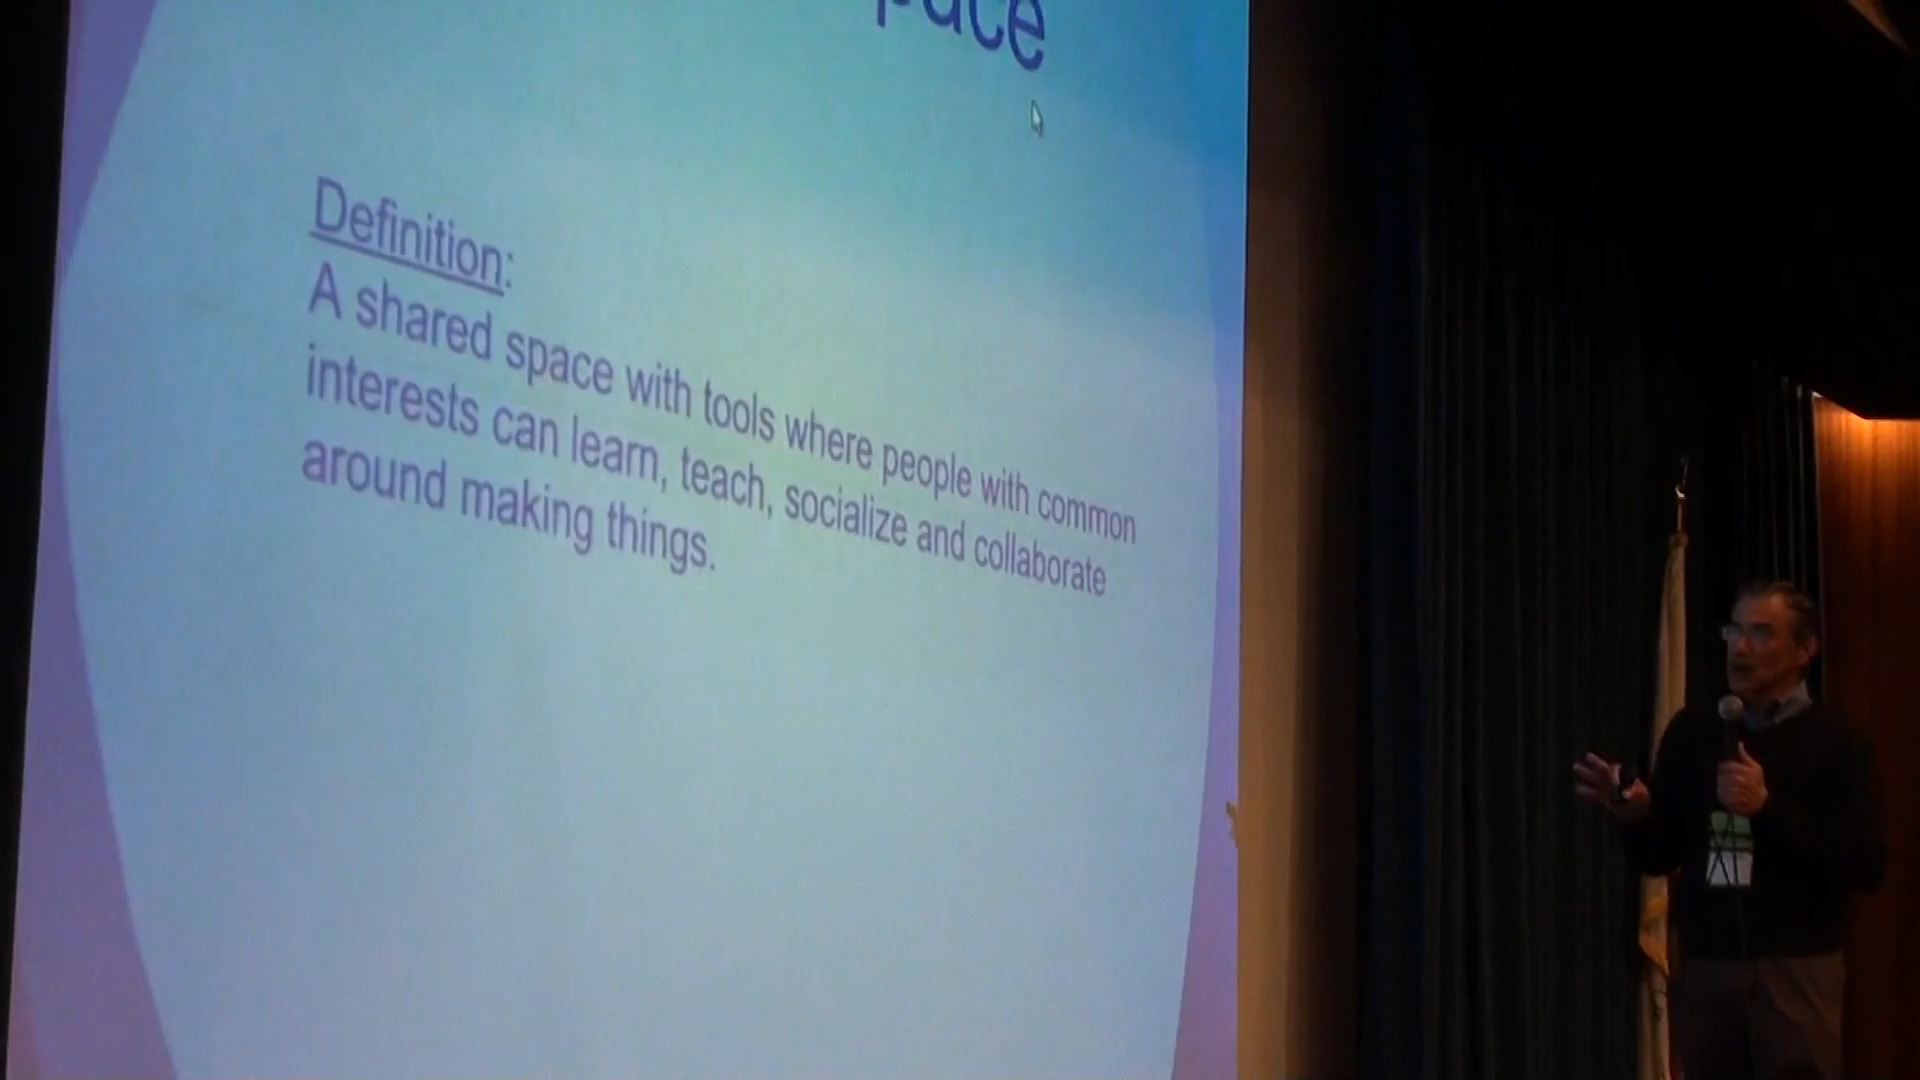 Definition:
A shared space with tools where people with common
interests can learn, teach, socialize and collaborate
around making things.